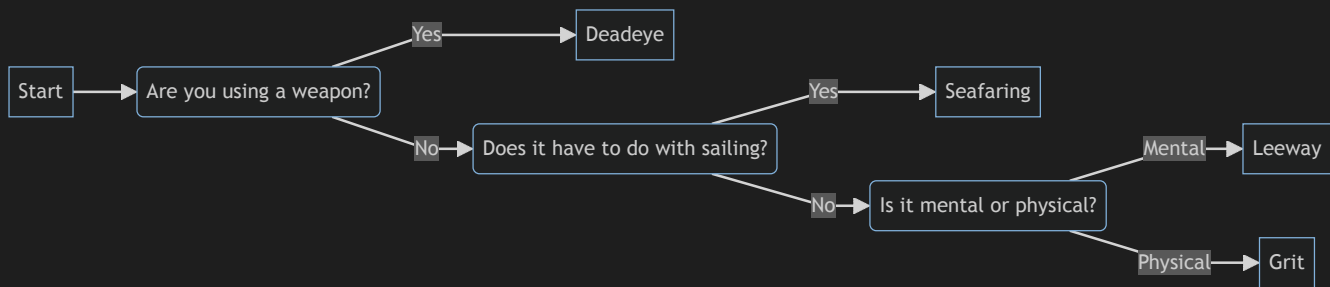 Start
Are you using a weapon?
Yes
Deadeye
No
Does it have to do with sailing?
Yes
Seafaring
No
Is it mental or physical?
Mental
Leeway
Physical
Grit